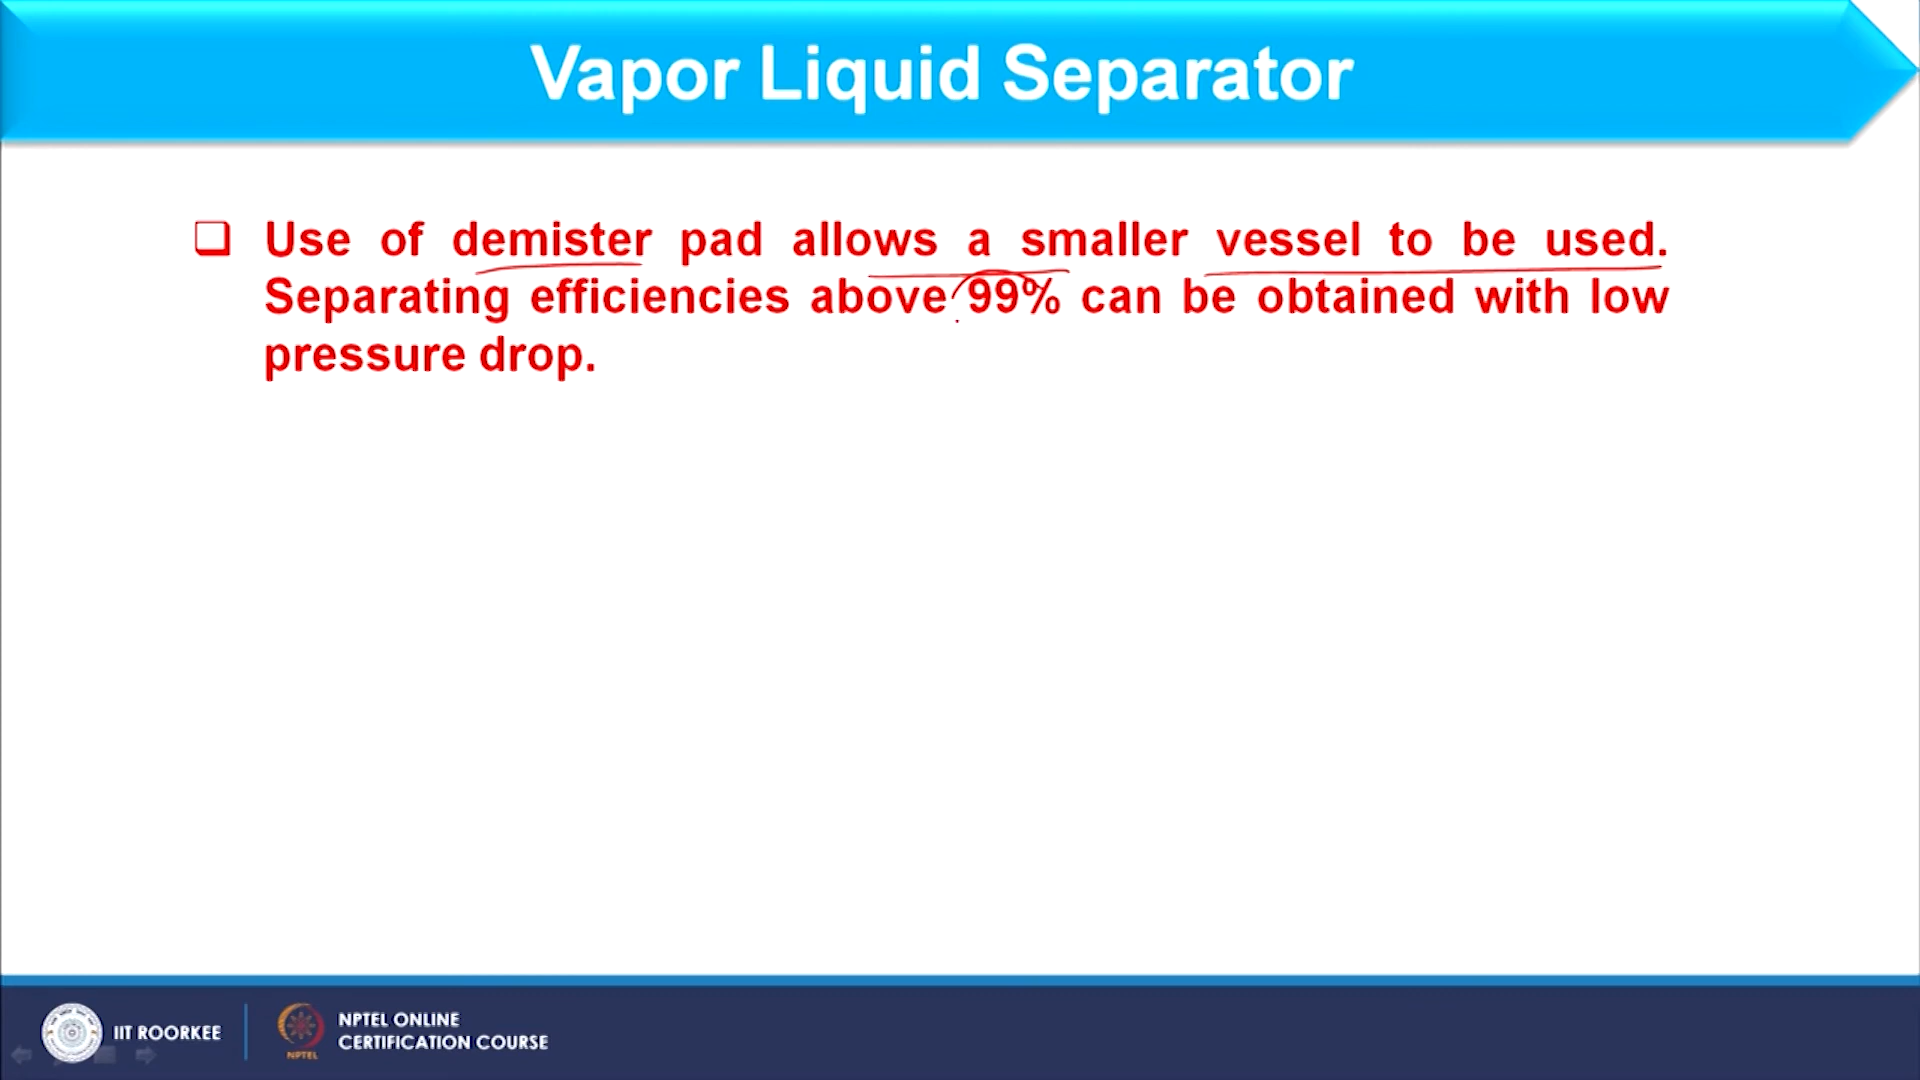 Vapor Liquid Separator
Use of demister pad allows a smaller vessel to be used.
Separating efficiencies above 99% can be obtained with low
pressure drop.
IIT ROORKEE
NPTEL
NPTEL ONLINE
CERTIFICATION COURSE